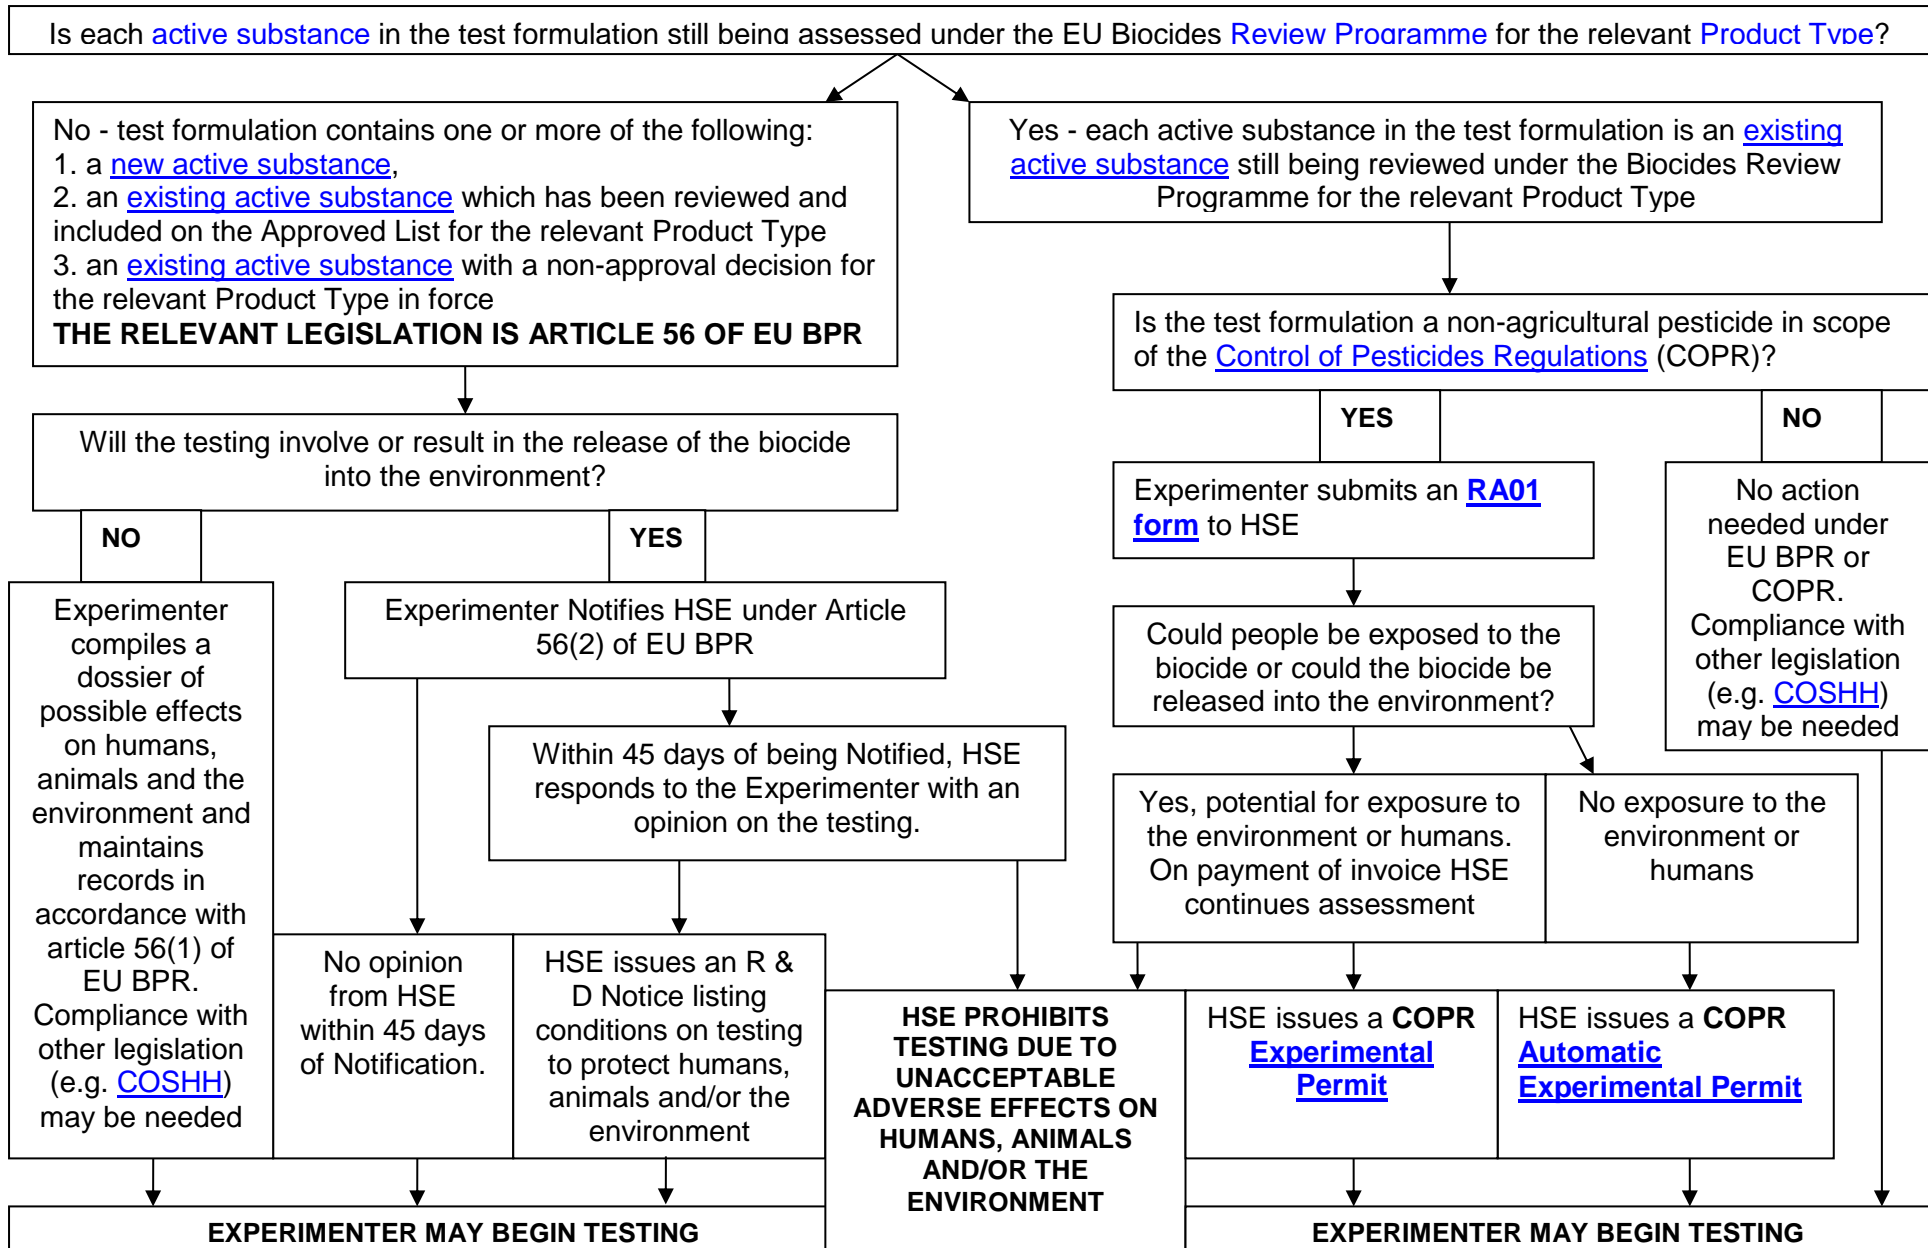 Is each active substance in the test formulation still being assessed under the EU Biocides Review Programme for the relevant Product Type?
No - test formulation contains one or more of the following:
1. a new active substance,
2. an existing active substance which has been reviewed and
included on the Approved List for the relevant Product Type
3. an existing active substance with a non-approval decision for
the relevant Product Type in force
THE RELEVANT LEGISLATION IS ARTICLE 56 OF EU BPR
Yes - each active substance in the test formulation is an existing
active substance still being reviewed under the Biocides Review
Programme for the relevant Product Type
Is the test formulation a non-agricultural pesticide in scope
of the Control of Pesticides Regulations (COPR)?
Will the testing involve or result in the release of the biocide
into the environment?
YES
NO
Experimenter submits an RA01
form to HSE
No action
needed under
EU BPR or
COPR.
Compliance with
other legislation
(e.g. COSHH)
may be needed
NO
YES
Experimenter
compiles a
dossier of
possible effects
on humans,
animals and the
environment and
maintains
records in
accordance with
article 56(1) of
EU BPR.
Compliance with
other legislation
(e.g. COSHH)
may be needed
Experimenter Notifies HSE under Article
56(2) of EU BPR
Could people be exposed to the
biocide or could the biocide be
released into the environment?
Within 45 days of being Notified, HSE
responds to the Experimenter with an
opinion on the testing.
Yes, potential for exposure to
the environment or humans.
On payment of invoice HSE
continues assessment
No exposure to the
environment or
humans
No opinion
from HSE
within 45 days
of Notification.
HSE issues an R &
D Notice listing
conditions on testing
to protect humans,
animals and/or the
environment
HSE PROHIBITS
TESTING DUE TO
UNACCEPTABLE
ADVERSE EFFECTS ON
HUMANS, ANIMALS
AND/OR THE
ENVIRONMENT
HSE issues a COPR
Experimental
Permit
HSE issues a COPR
Automatic
Experimental Permit
EXPERIMENTER MAY BEGIN TESTING
EXPERIMENTER MAY BEGIN TESTING